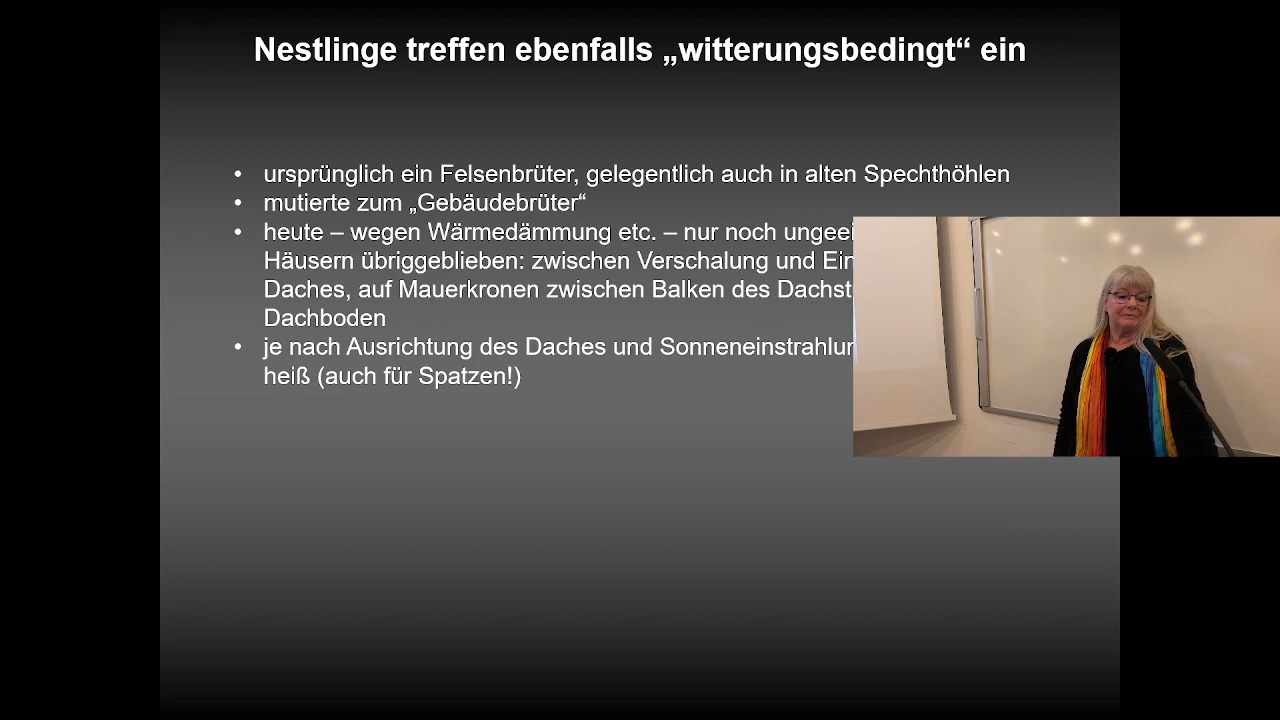 Nestlinge treffen ebenfalls „witterungsbedingt“ ein
• ursprünglich ein Felsenbrüter, gelegentlich auch in alten Spechthöhlen
• mutierte zum „Gebäudebrüter“
• heute – wegen Wärmedämmung etc. – nur noch
Häusern übriggeblieben: zwischen Verschalung und
Daches, auf Mauerkronen zwischen Balken des
Dachboden
• je nach Ausrichtung des Daches und
heiß (auch für Spatzen!)